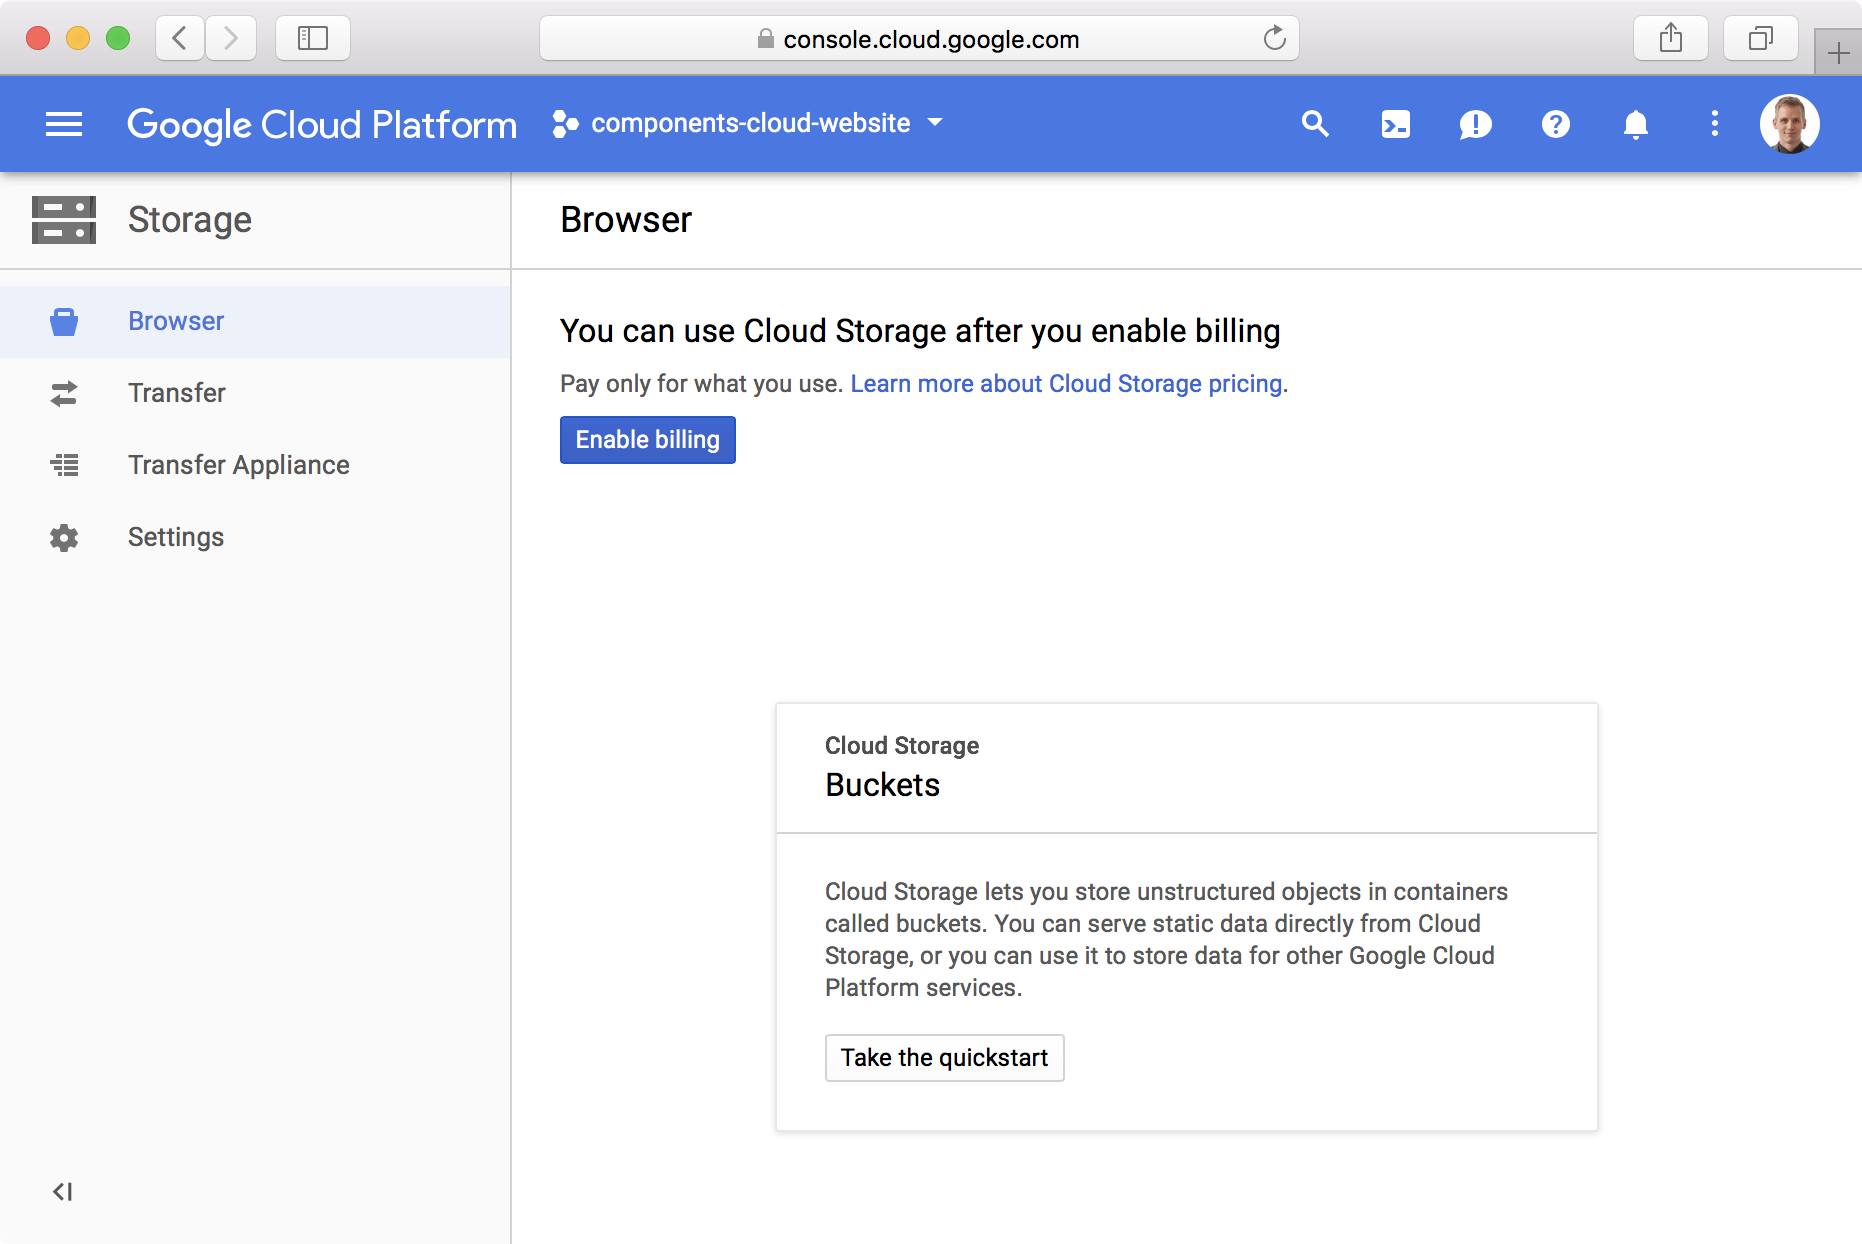 console.cloud.google.com
Google Cloud Platform
components-cloud-website
Storage
Browser
Transfer
Transfer Appliance
Settings
Browser
You can use Cloud Storage after you enable billing
Pay only for what you use. Learn more about Cloud Storage pricing.
Enable billing
Cloud Storage
Buckets
Cloud Storage lets you store unstructured objects in containers
called buckets. You can serve static data directly from Cloud
Storage, or you can use it to store data for other Google Cloud
Platform services.
Take the quickstart